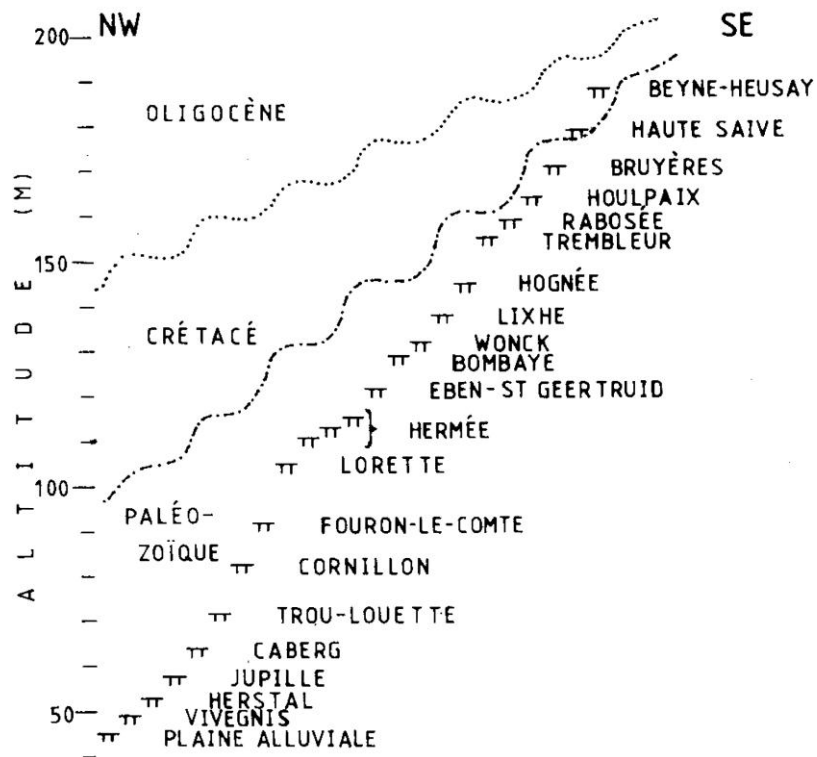 NW
SE
200
BEYNE-HEUSAY
OLIGOCÈNE
HAUTE SAIVE
BRUYÈRES
HOULPAIX
RABOSÉE
TREMBLEUR
150
HOGNÉE
LIXHE
CRÉTACÉ
WONCK
BOMBAYE
EBEN-ST GEERTRUID
HERMÉE
LORETTE
100
PALÉO-
ZOÏQUE
FOURON-LE-COMTE
CORNILLON
TROU-LOUETTE
CABERG
JUPILLE
HERSTAL
50
VIVEGNIS
PLAINE ALLUVIALE
ALTITUDE (M)